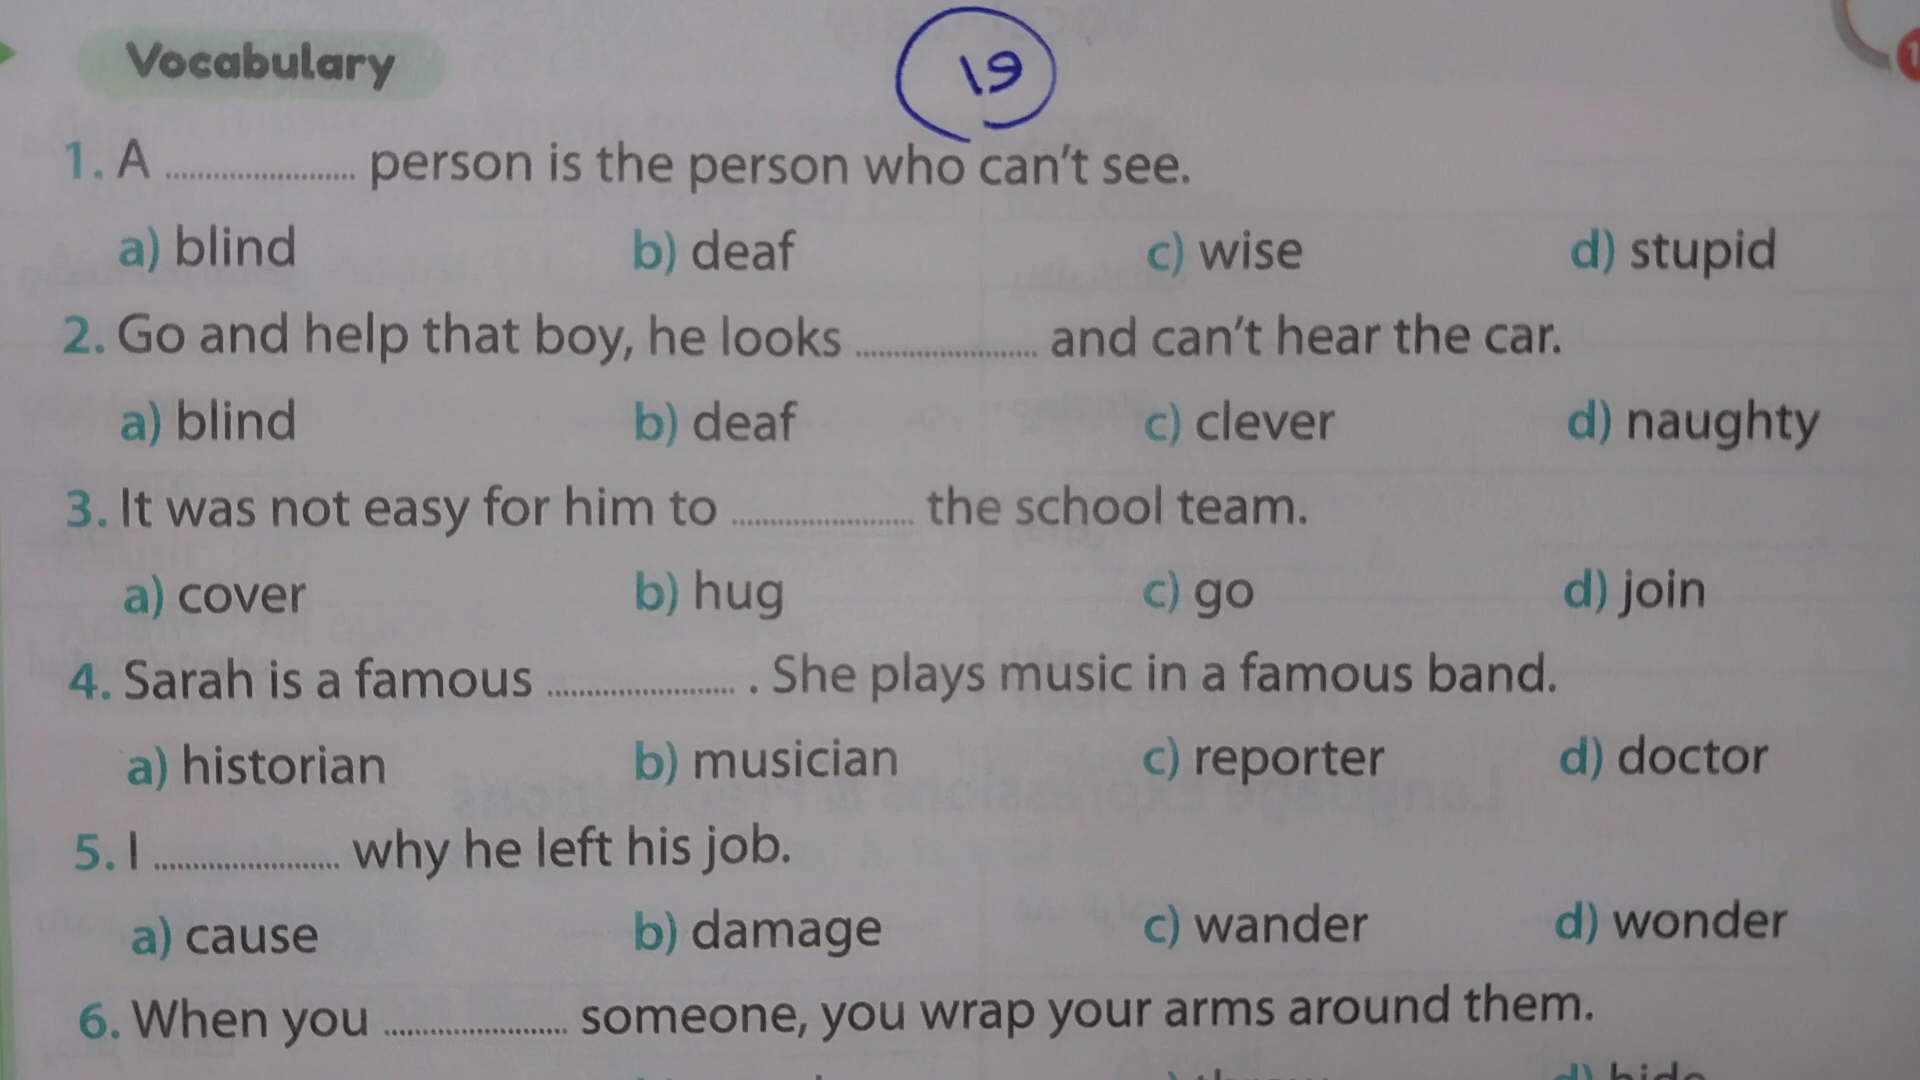 Vocabulary
19
1. A ........................ person is the person who can't see.
a) blind b) deaf c) wise d) stupid
2. Go and help that boy, he looks ........................ and can't hear the car.
a) blind b) deaf c) clever d) naughty
3. It was not easy for him to ........................ the school team.
a) cover b) hug c) go d) join
4. Sarah is a famous ........................ . She plays music in a famous band.
a) historian b) musician c) reporter d) doctor
5. I ........................ why he left his job.
a) cause b) damage c) wander d) wonder
6. When you ........................ someone, you wrap your arms around them.
d) hide